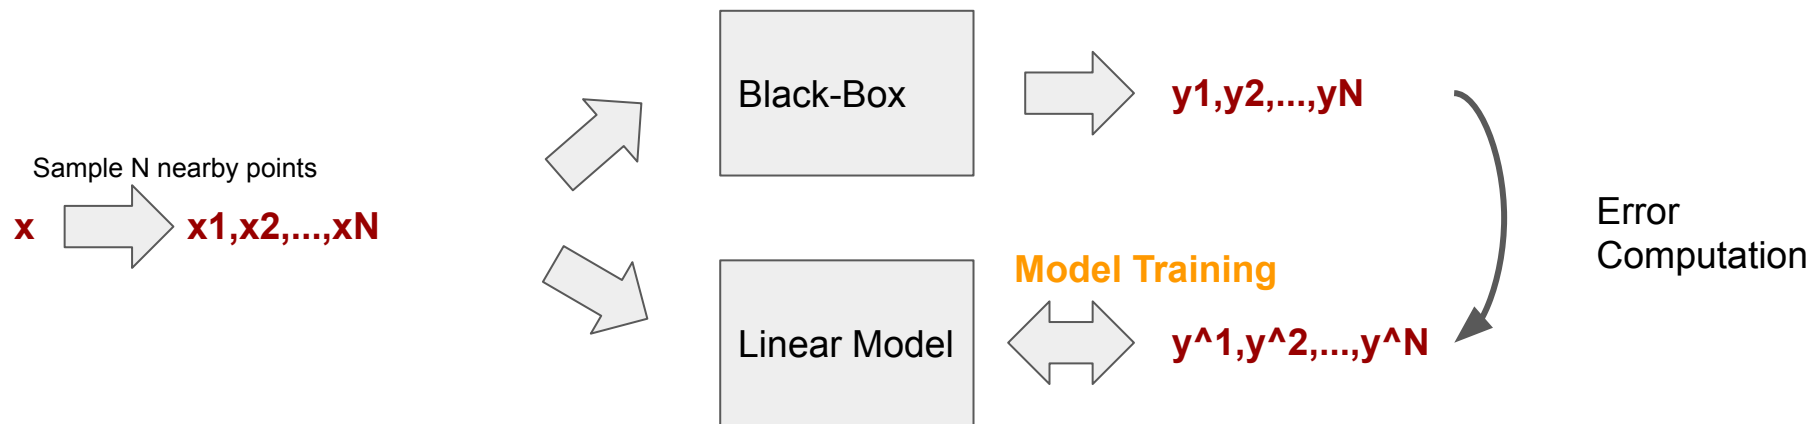 Sample N nearby points
x
x1,x2,...,xN
Black-Box
y1,y2,...,yN
Linear Model
Model Training
y^1,y^2,...,y^N
Error
Computation